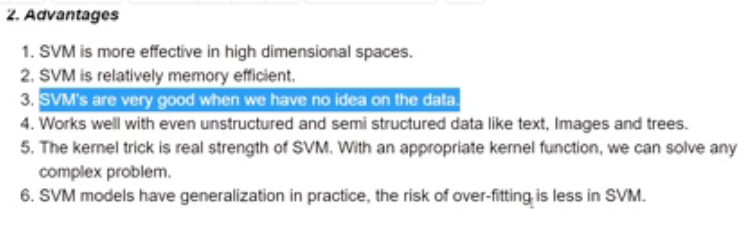 2. Advantages
1. SVM is more effective in high dimensional spaces.
2. SVM is relatively memory efficient.
3. SVM's are very good when we have no idea on the data.
4. Works well with even unstructured and semi structured data like text, Images and trees.
5. The kernel trick is real strength of SVM. With an appropriate kernel function, we can solve any
complex problem.
6. SVM models have generalization in practice, the risk of over-fitting is less in SVM.